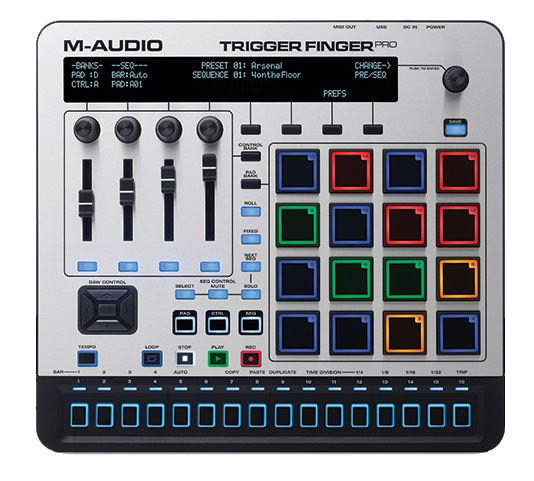 MIDI OUT USB DC IN POWER
M-AUDIO TRIGGER FINGER PRO
-BANKS- --SEQ--- PRESET 01: Arsenal CHANGE->
PAD :D BAR:Auto SEQUENCE 01: 4ontheFloor PRE/SEQ
CTRL:A PAD:A01
PREFS
PUSH TO ENTER
SAVE
CONTROL
BANK
PAD
BANK
ROLL
FIXED
NEXT
SEQ
SEQ CONTROL
SELECT MUTE SOLO
DAW CONTROL
PAD CTRL SEQ
TEMPO LOOP STOP PLAY REC
BAR 1 2 3 4 AUTO COPY PASTE DUPLICATE TIME DIVISION 1/4 1/8 1/16 1/32 TRIP
1 2 3 4 5 6 7 8 9 10 11 12 13 14 15 16